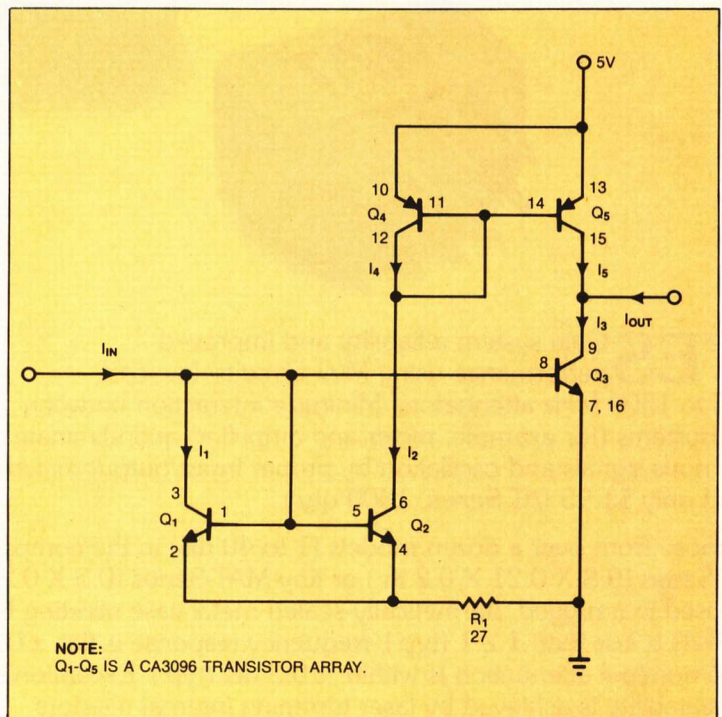 5V
10
11
14
13
Q4
Q5
12
15
I4
I5
I3
IOUT
IIN
8
9
Q3
7, 16
I1
I2
3
6
Q1
1
5
Q2
2
4
R1
27
NOTE:
Q1-Q5 IS A CA3096 TRANSISTOR ARRAY.